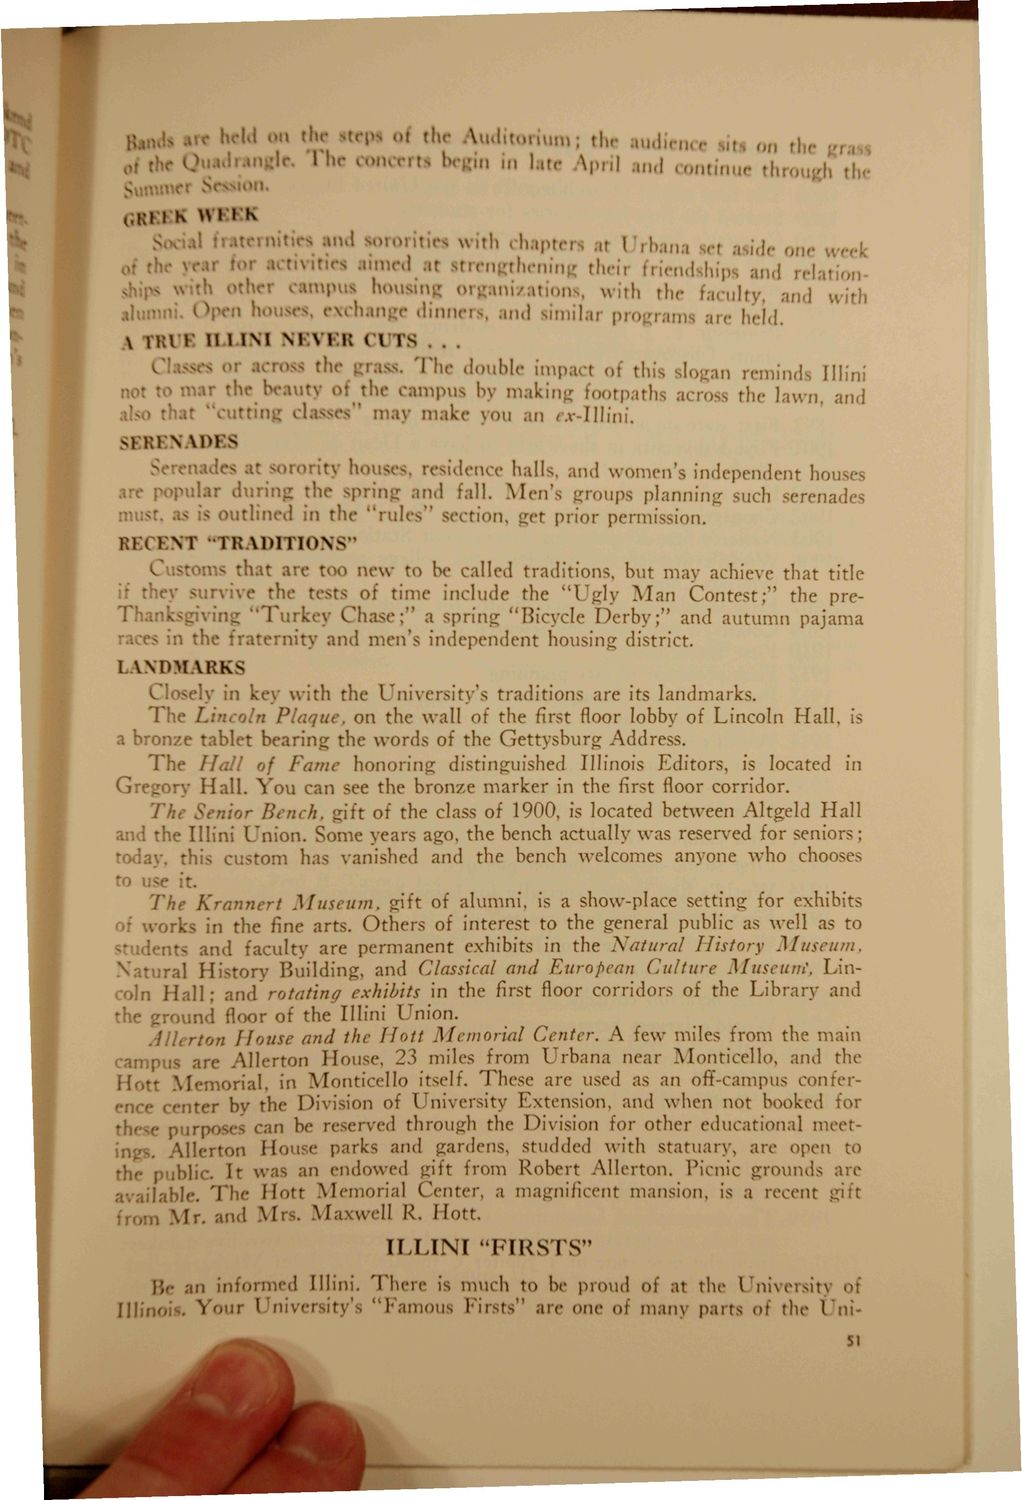 Bands are held on the steps of the Auditorium; the audience sits on the grass
of the Quadrangle. The concerts begin in late April and continue through the
Summer Session.
GREEK WEEK
Social fraternities and sororities with chapters at Urbana set aside one week
of the year for activities aimed at strengthening their friendships and relation-
ships with other campus housing organizations, with the faculty, and with
alumni. Open houses, exchange dinners, and similar programs are held.
A TRUE ILLINI NEVER CUTS . . .
Classes or across the grass. The double impact of this slogan reminds Illini
not to mar the beauty of the campus by making footpaths across the lawn, and
also that "cutting classes" may make you an ex-Illini.
SERENADES
Serenades at sorority houses, residence halls, and women's independent houses
are popular during the spring and fall. Men's groups planning such serenades
must, as is outlined in the "rules" section, get prior permission.
RECENT "TRADITIONS"
Customs that are too new to be called traditions, but may achieve that title
if they survive the tests of time include the "Ugly Man Contest;" the pre-
Thanksgiving "Turkey Chase;" a spring "Bicycle Derby;" and autumn pajama
races in the fraternity and men's independent housing district.
LANDMARKS
Closely in key with the University's traditions are its landmarks.
The Lincoln Plaque, on the wall of the first floor lobby of Lincoln Hall, is
a bronze tablet bearing the words of the Gettysburg Address.
The Hall of Fame honoring distinguished Illinois Editors, is located in
Gregory Hall. You can see the bronze marker in the first floor corridor.
The Senior Bench, gift of the class of 1900, is located between Altgeld Hall
and the Illini Union. Some years ago, the bench actually was reserved for seniors;
today, this custom has vanished and the bench welcomes anyone who chooses
to use it.
The Krannert Museum, gift of alumni, is a show-place setting for exhibits
of works in the fine arts. Others of interest to the general public as well as to
students and faculty are permanent exhibits in the Natural History Museum,
Natural History Building, and Classical and European Culture Museum, Lin-
coln Hall; and rotating exhibits in the first floor corridors of the Library and
the ground floor of the Illini Union.
Allerton House and the Hott Memorial Center. A few miles from the main
campus are Allerton House, 23 miles from Urbana near Monticello, and the
Hott Memorial, in Monticello itself. These are used as an off-campus confer-
ence center by the Division of University Extension, and when not booked for
these purposes can be reserved through the Division for other educational meet-
ings. Allerton House parks and gardens, studded with statuary, are open to
the public. It was an endowed gift from Robert Allerton. Picnic grounds are
available. The Hott Memorial Center, a magnificent mansion, is a recent gift
from Mr. and Mrs. Maxwell R. Hott.
ILLINI "FIRSTS"
Be an informed Illini. There is much to be proud of at the University of
Illinois. Your University's "Famous Firsts" are one of many parts of the Uni-
51